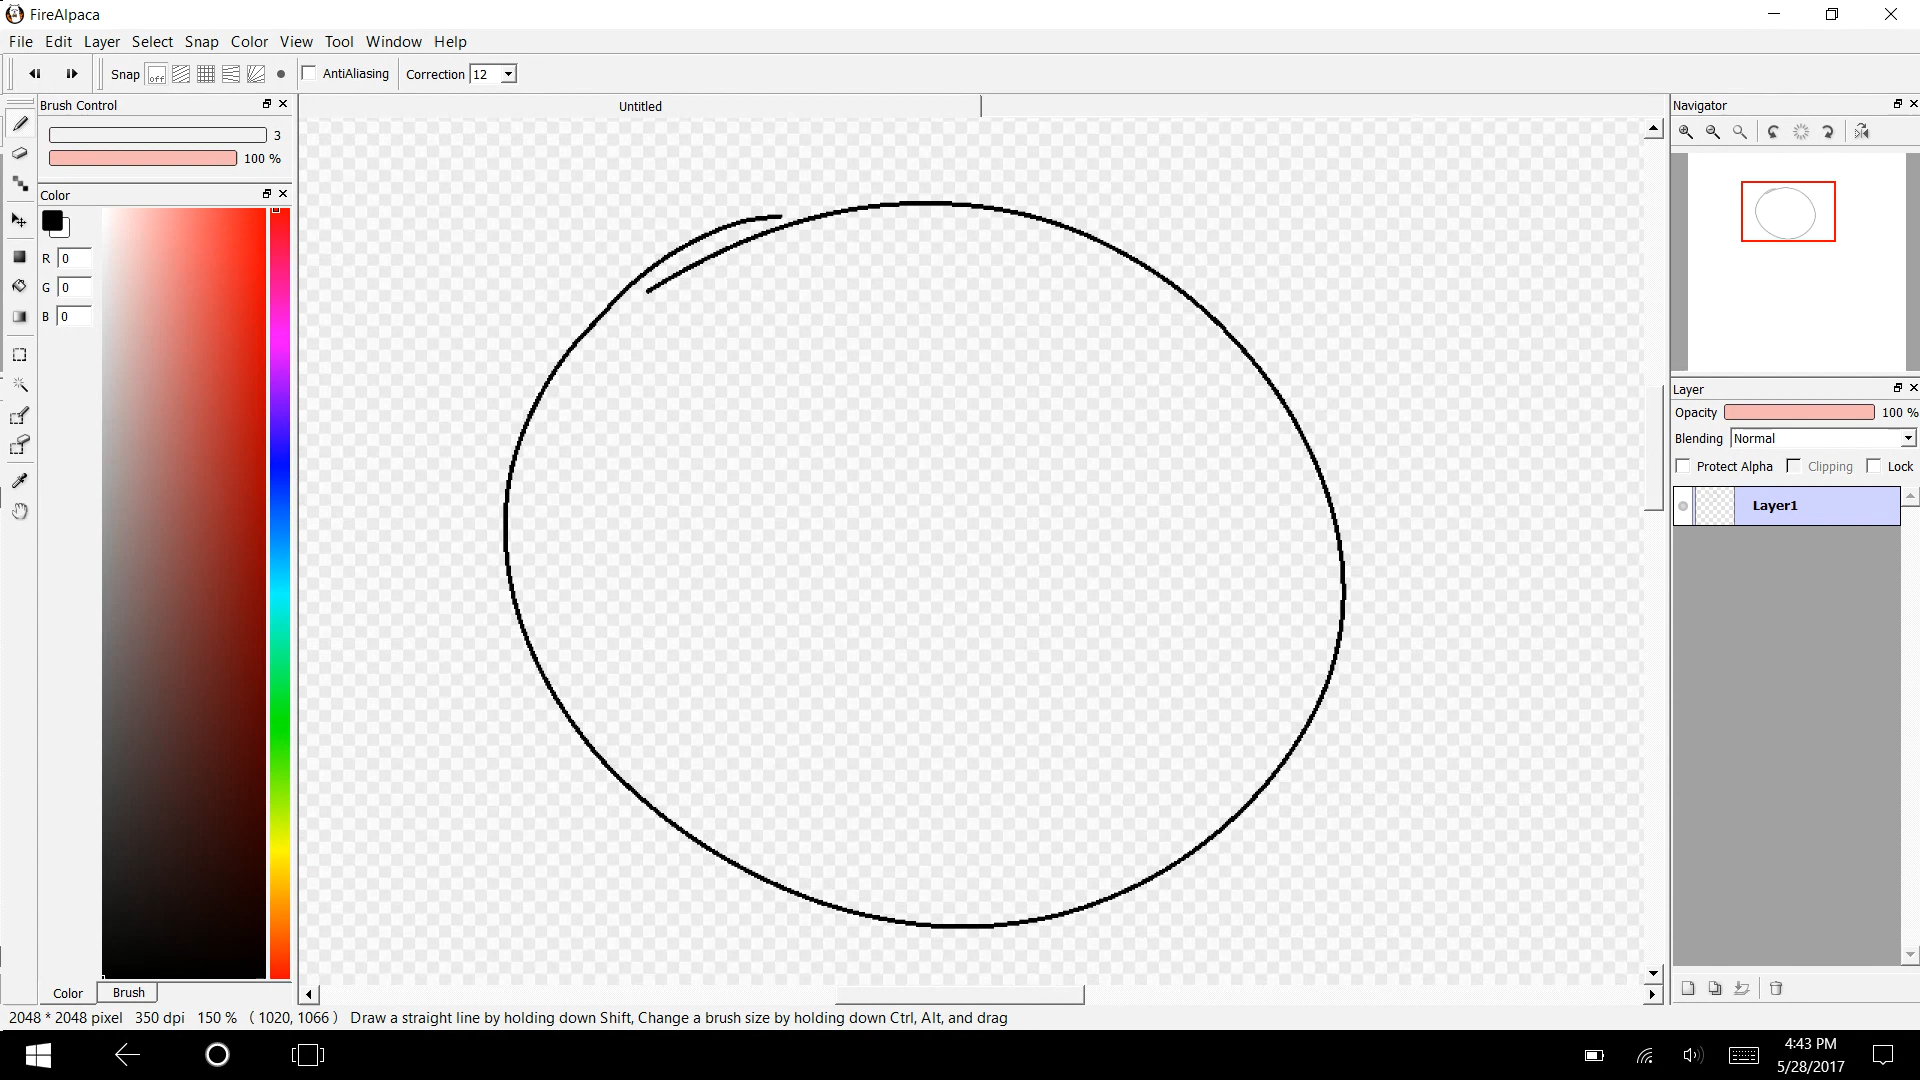 FireAlpaca
File Edit Layer Select Snap Color View Tool Window Help
Snap off AntiAliasing Correction 12
Brush Control
3
100 %
Color
R 0
G 0
B 0
Color Brush
Untitled
Navigator
Layer
Opacity 100 %
Blending Normal
Protect Alpha Clipping Lock
Layer1
2048 * 2048 pixel 350 dpi 150 % ( 1020, 1066 ) Draw a straight line by holding down Shift, Change a brush size by holding down Ctrl, Alt, and drag
4:43 PM
5/28/2017